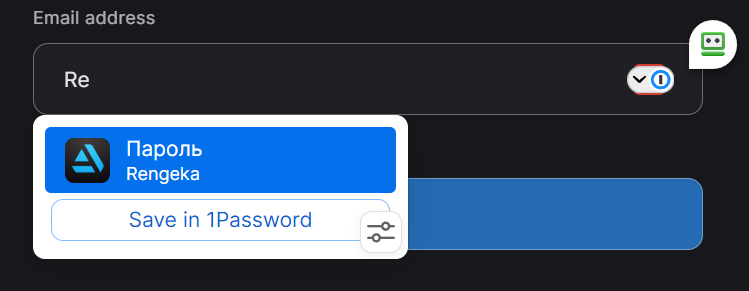 Email address
Re
Пароль
Rengeka
Save in 1Password